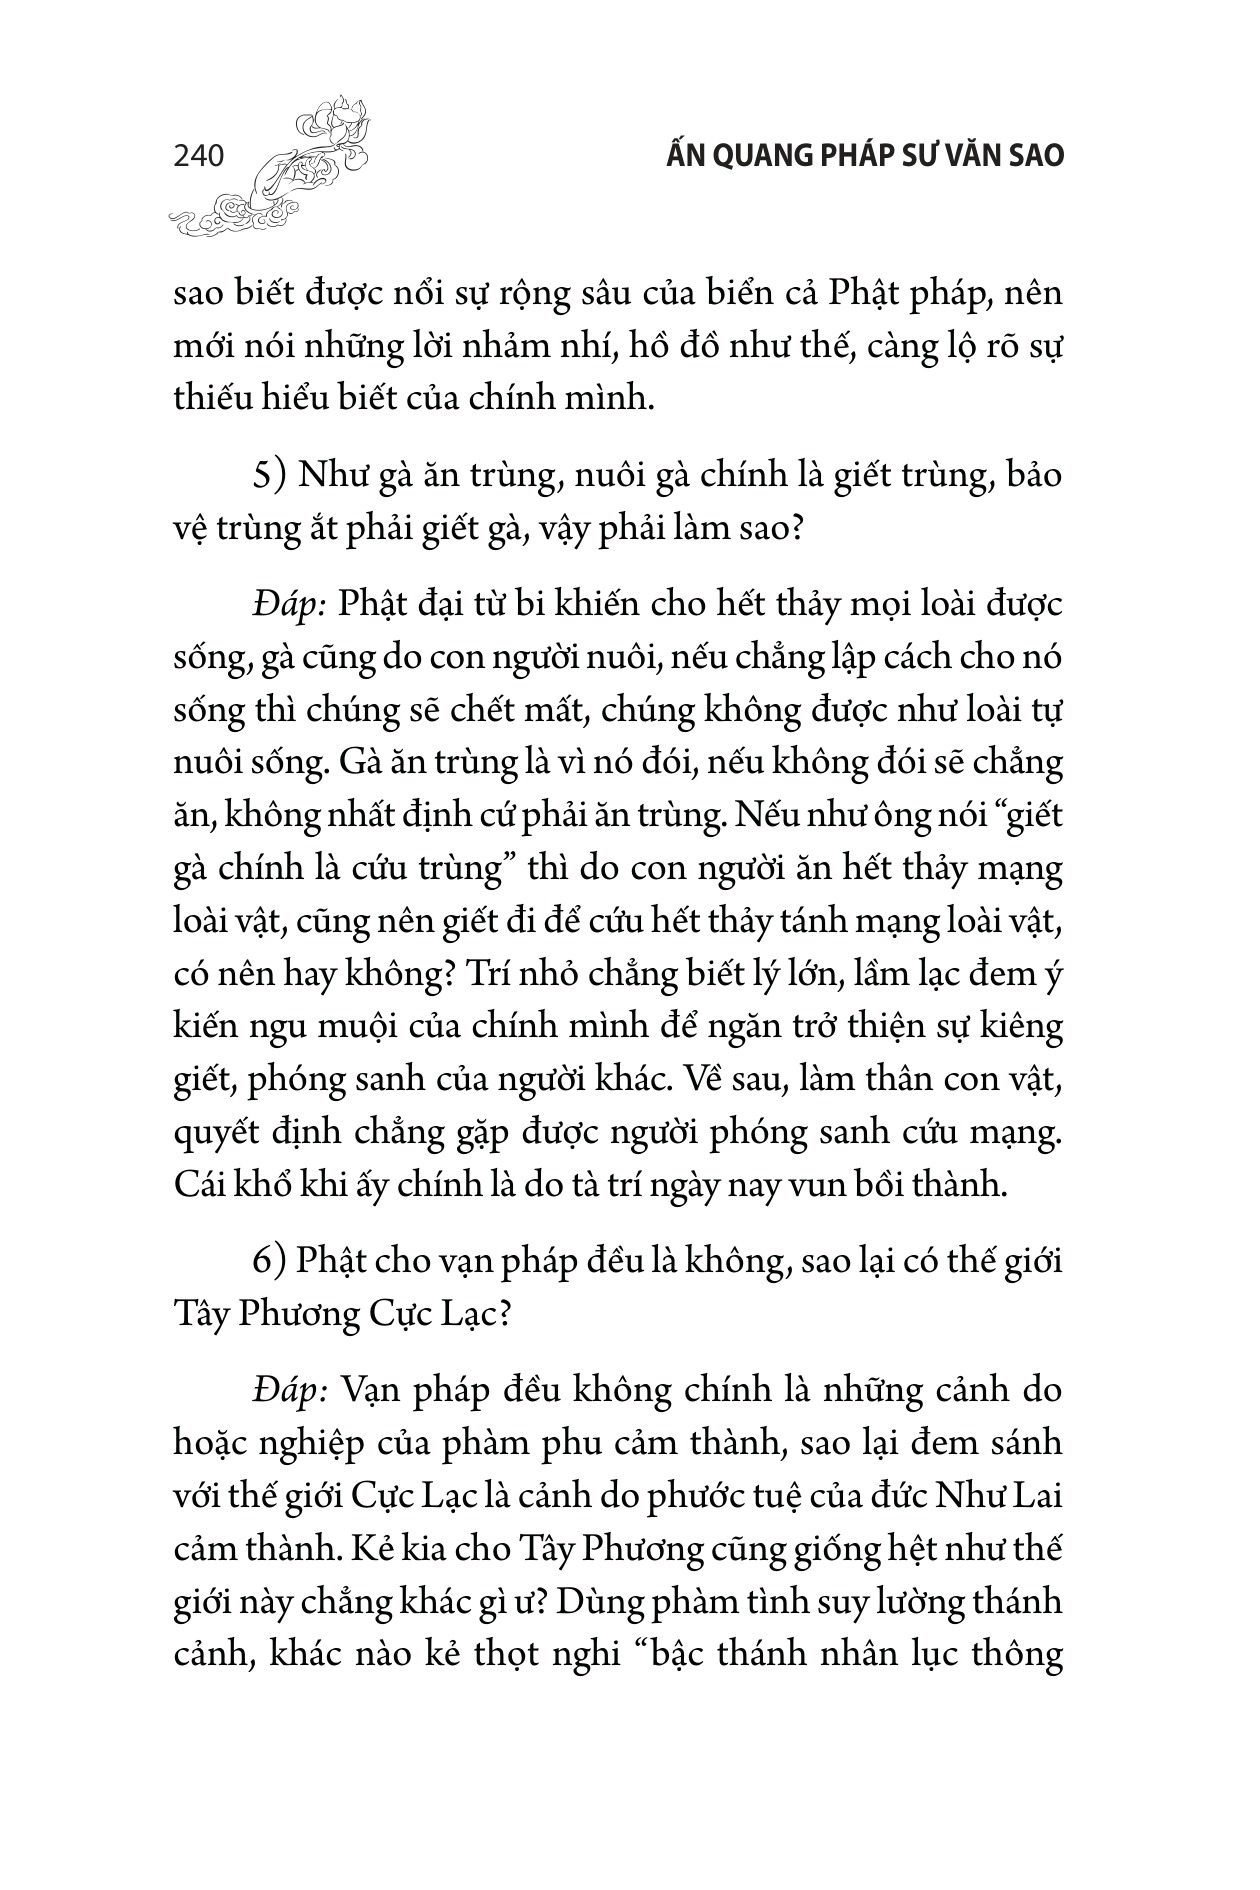 240
ẤN QUANG PHÁP SƯ VĂN SAO
sao biết được nổi sự rộng sâu của biển cả Phật pháp, nên
mới nói những lời nhảm nhí, hồ đồ như thế, càng lộ rõ sự
thiếu hiểu biết của chính mình.
5) Như gà ăn trùng, nuôi gà chính là giết trùng, bảo
vệ trùng ắt phải giết gà, vậy phải làm sao?
Đáp: Phật đại từ bi khiến cho hết thảy mọi loài được
sống, gà cũng do con người nuôi, nếu chẳng lập cách cho nó
sống thì chúng sẽ chết mất, chúng không được như loài tự
nuôi sống. Gà ăn trùng là vì nó đói, nếu không đói sẽ chẳng
ăn, không nhất định cứ phải ăn trùng. Nếu như ông nói “giết
gà chính là cứu trùng” thì do con người ăn hết thảy mạng
loài vật, cũng nên giết đi để cứu hết thảy tánh mạng loài vật,
có nên hay không? Trí nhỏ chẳng biết lý lớn, lầm lạc đem ý
kiến ngu muội của chính mình để ngăn trở thiện sự kiêng
giết, phóng sanh của người khác. Về sau, làm thân con vật,
quyết định chẳng gặp được người phóng sanh cứu mạng.
Cái khổ khi ấy chính là do tà trí ngày nay vun bồi thành.
6) Phật cho vạn pháp đều là không, sao lại có thế giới
Tây Phương Cực Lạc?
Đáp: Vạn pháp đều không chính là những cảnh do
hoặc nghiệp của phàm phu cảm thành, sao lại đem sánh
với thế giới Cực Lạc là cảnh do phước tuệ của đức Như Lai
cảm thành. Kẻ kia cho Tây Phương cũng giống hệt như thế
giới này chẳng khác gì ư? Dùng phàm tình suy lường thánh
cảnh, khác nào kẻ thọt nghi “bậc thánh nhân lục thông